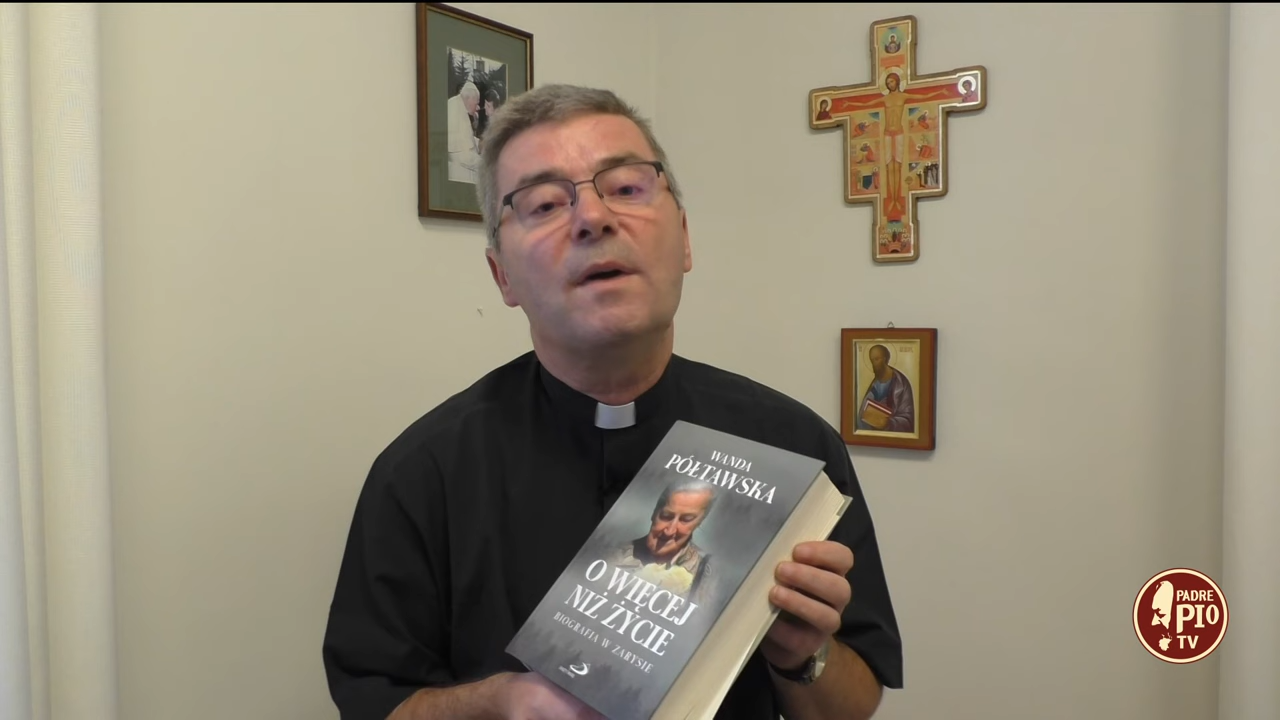 WANDA
PÓŁTAWSKA
O WIĘCEJ
NIŻ ŻYCIE
BIOGRAFIA W ZARYSIE
PADRE
PIO
TV